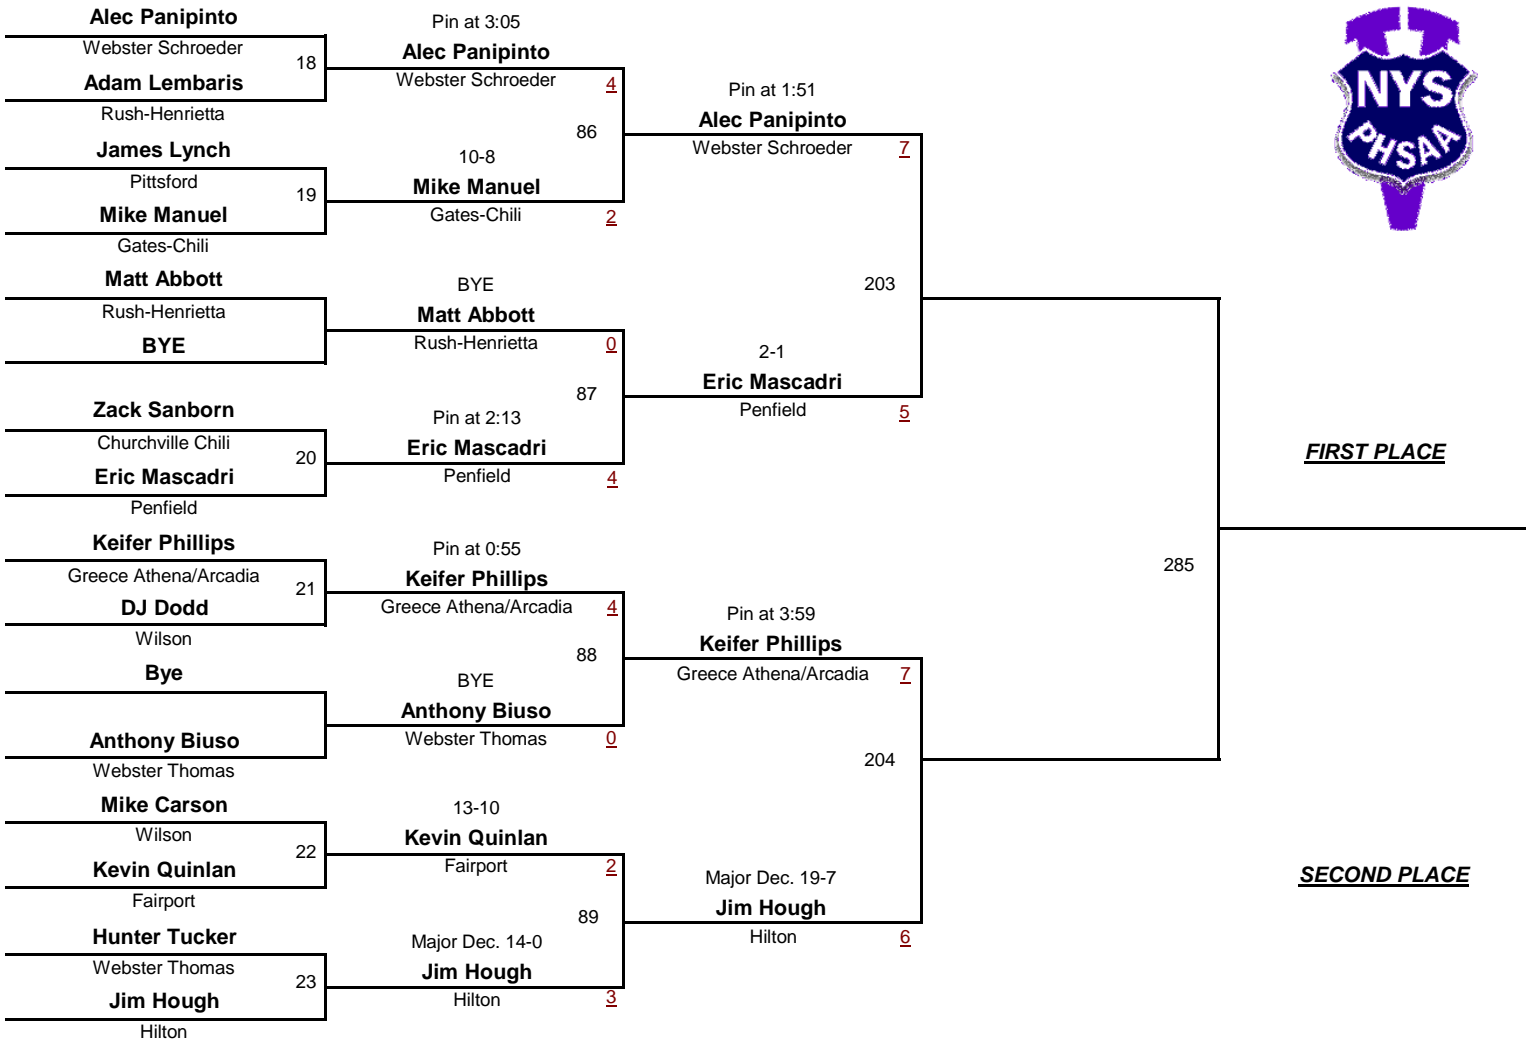 Alec Panipinto
Webster Schroeder
18
Adam Lembaris
Rush-Henrietta
James Lynch
Pittsford
19
Mike Manuel
Gates-Chili
Matt Abbott
Rush-Henrietta
BYE
Zack Sanborn
Churchville Chili
20
Eric Mascadri
Penfield
Keifer Phillips
Greece Athena/Arcadia
21
DJ Dodd
Wilson
Bye
Anthony Biuso
Webster Thomas
Mike Carson
Wilson
22
Kevin Quinlan
Fairport
Hunter Tucker
Webster Thomas
23
Jim Hough
Hilton
Pin at 3:05
Alec Panipinto
Webster Schroeder
4
86
10-8
Mike Manuel
Gates-Chili
2
BYE
Matt Abbott
Rush-Henrietta
0
87
Pin at 2:13
Eric Mascadri
Penfield
4
Pin at 0:55
Keifer Phillips
Greece Athena/Arcadia
4
88
BYE
Anthony Biuso
Webster Thomas
0
13-10
Kevin Quinlan
Fairport
2
89
Major Dec. 14-0
Jim Hough
Hilton
3
Pin at 1:51
Alec Panipinto
Webster Schroeder
7
203
2-1
Eric Mascadri
Penfield
5
Pin at 3:59
Keifer Phillips
Greece Athena/Arcadia
7
204
Major Dec. 19-7
Jim Hough
Hilton
6
285
NYS
PHSAA
FIRST PLACE
SECOND PLACE